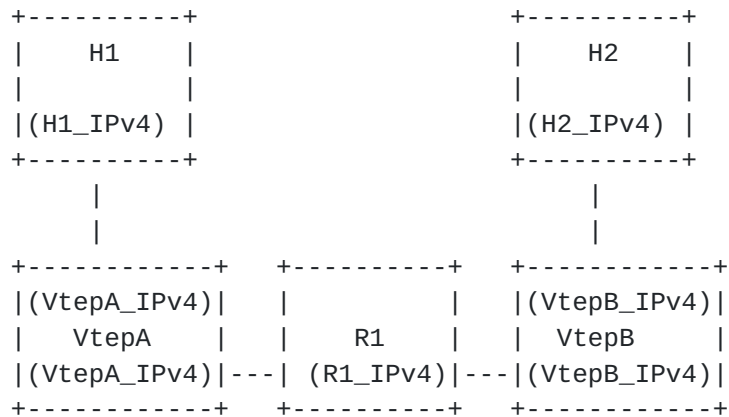 H1 H2
(H1_IPv4) (H2_IPv4)
(VtepA_IPv4) (VtepB_IPv4)
VtepA R1 VtepB
(VtepA_IPv4) (R1_IPv4) (VtepB_IPv4)